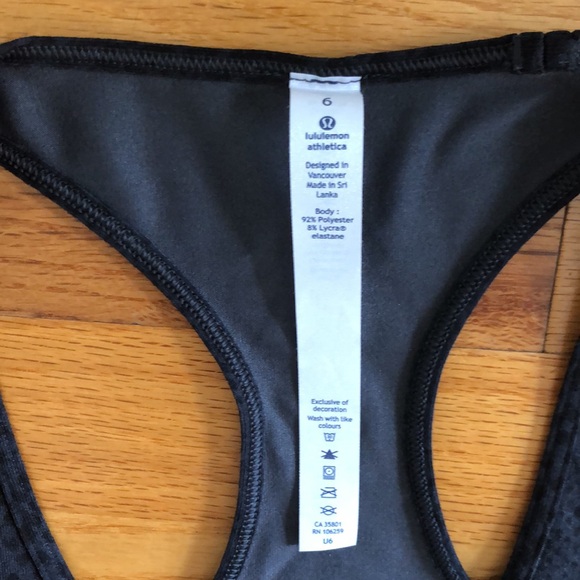 6
lululemon
athletica
Designed in
Vancouver
Made in Sri
Lanka
Body :
92% Polyester
8% Lycra®
elastane
Exclusive of
decoration
Wash with like
colours
CA 35801
RN 106259
U6